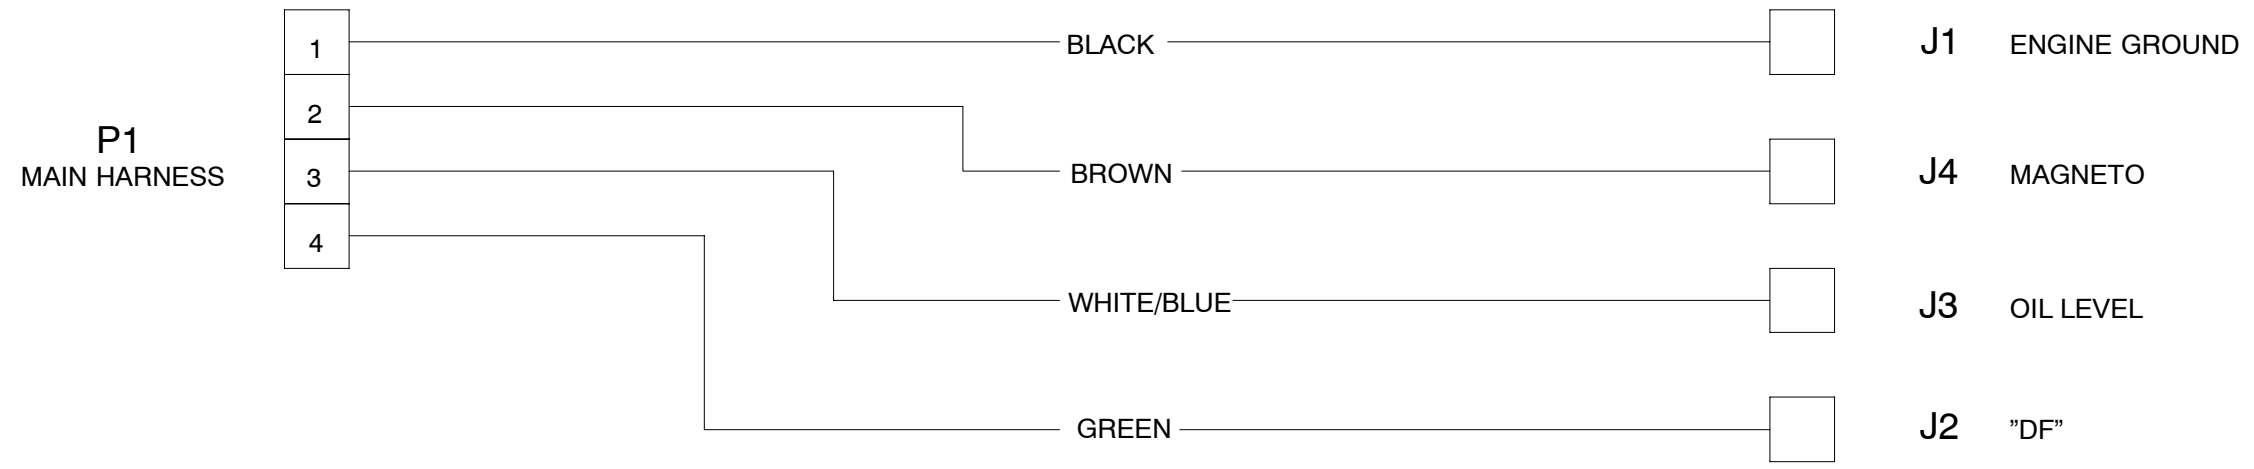 1 BLACK J1 ENGINE GROUND
2
P1
MAIN HARNESS
3 BROWN J4 MAGNETO
4
WHITE/BLUE J3 OIL LEVEL
GREEN J2 ”DF”